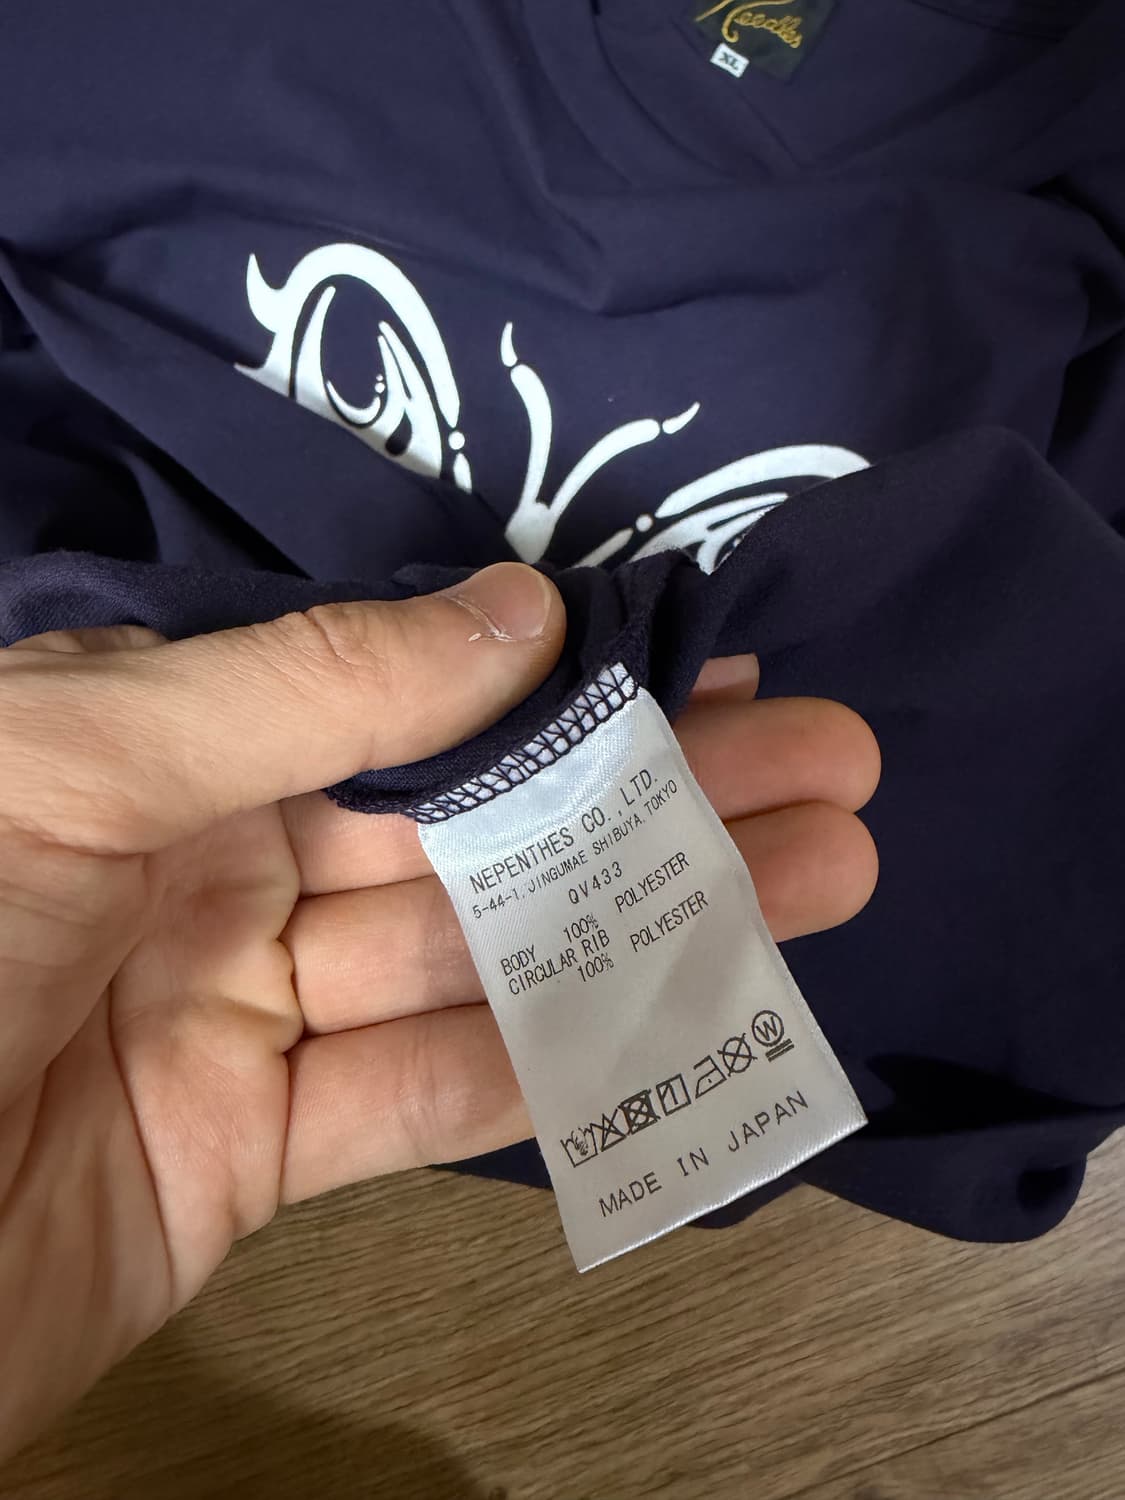 Needles
XL
NEPENTHES CO.,LTD.
5-44-1, JINGUMAE SHIBUYA, TOKYO
QV433
BODY 100% POLYESTER
CIRCULAR RIB
100% POLYESTER
W
MADE IN JAPAN